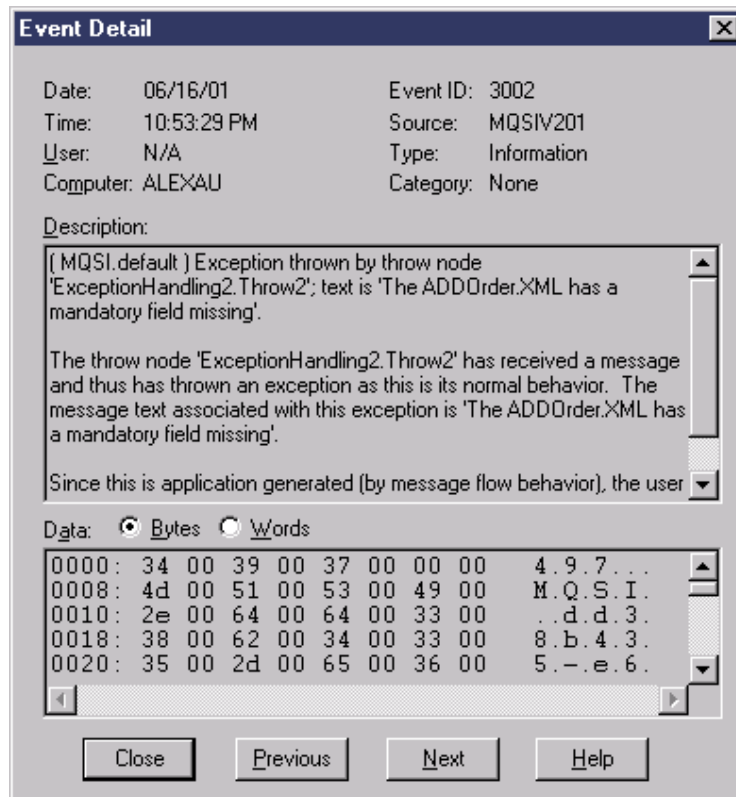 Event Detail
Date: 06/16/01 Event ID: 3002
Time: 10:53:29 PM Source: MQSIV201
User: N/A Type: Information
Computer: ALEXAU Category: None
Description:
( MQSI.default ) Exception thrown by throw node
'ExceptionHandling2.Throw2'; text is 'The ADDOrder.XML has a
mandatory field missing'.
The throw node 'ExceptionHandling2.Throw2' has received a message
and thus has thrown an exception as this is its normal behavior. The
message text associated with this exception is 'The ADDOrder.XML has
a mandatory field missing'.
Since this is application generated (by message flow behavior), the user
Data: Bytes Words
0000: 34 00 39 00 37 00 00 00 4.9.7...
0008: 4d 00 51 00 53 00 49 00 M.Q.S.I.
0010: 2e 00 64 00 64 00 33 00 ..d.d.3.
0018: 38 00 62 00 34 00 33 00 8.b.4.3.
0020: 35 00 2d 00 65 00 36 00 5.-.e.6.
Close Previous Next Help